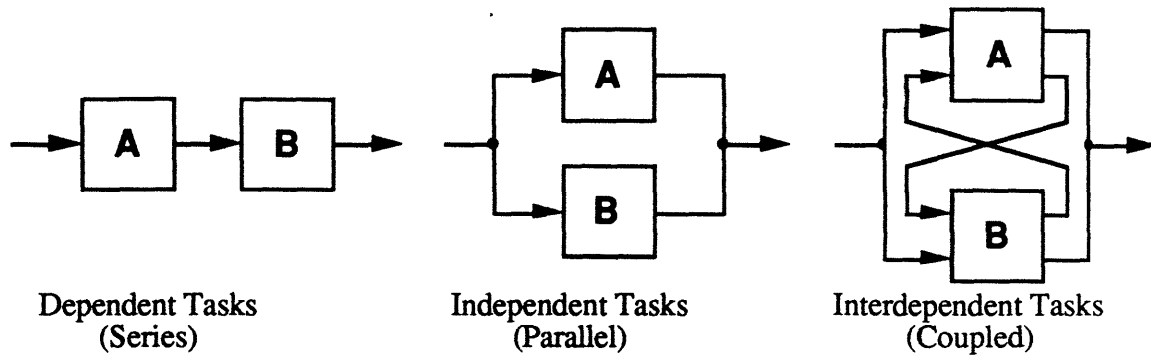 A
B
Dependent Tasks
(Series)
A
B
Independent Tasks
(Parallel)
A
B
Interdependent Tasks
(Coupled)